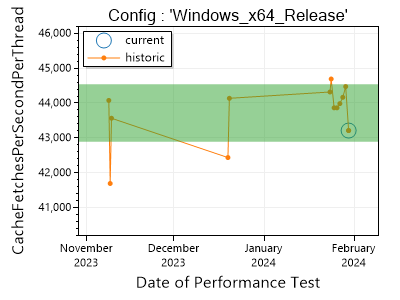 Config : 'Windows_x64_Release'
CacheFetchesPerSecondPerThread
current
historic
46,000
45,000
44,000
43,000
42,000
41,000
November
2023
December
2023
January
2024
February
2024
Date of Performance Test